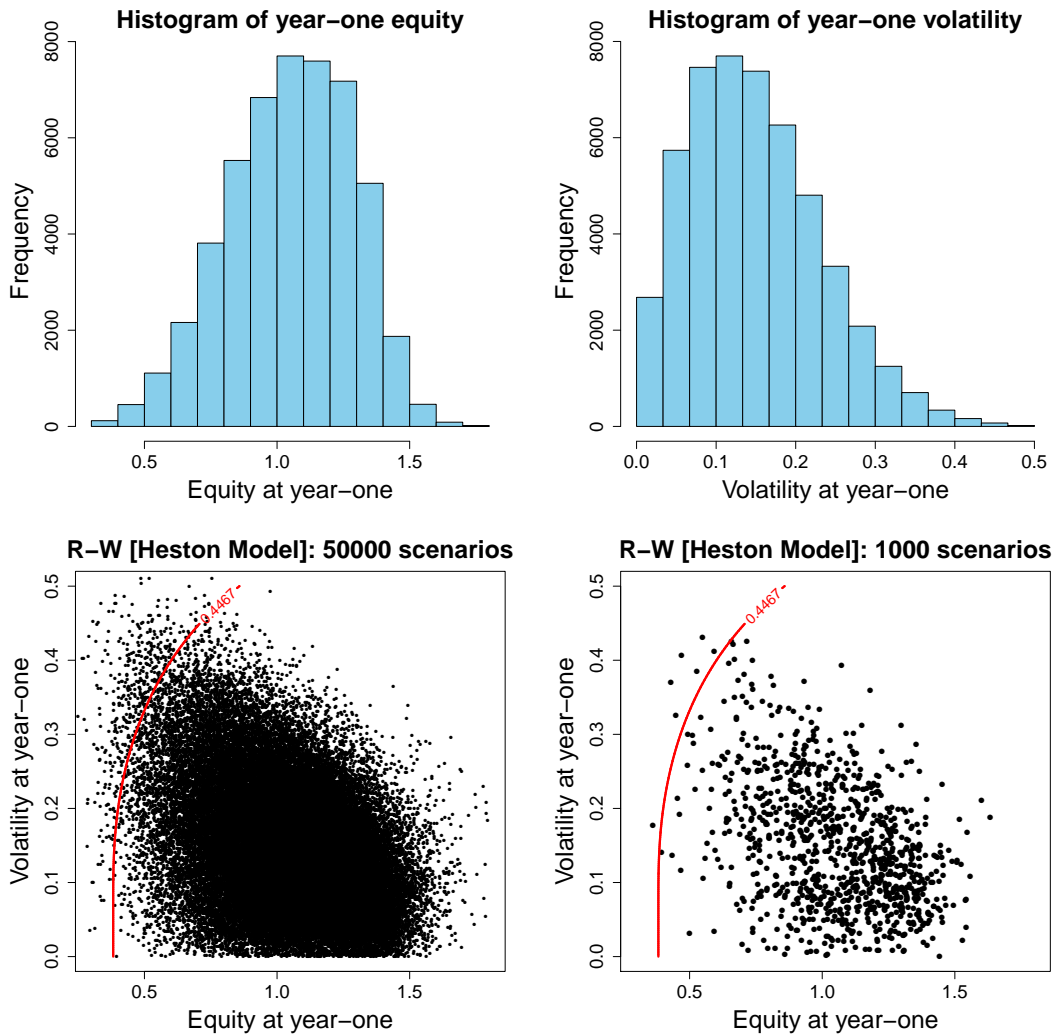 Histogram of year−one equity
Frequency
0 2000 4000 6000 8000
0.5 1.0 1.5
Equity at year−one
Histogram of year−one volatility
Frequency
0 2000 4000 6000 8000
0.0 0.1 0.2 0.3 0.4 0.5
Volatility at year−one
R−W [Heston Model]: 50000 scenarios
Volatility at year−one
0.0 0.1 0.2 0.3 0.4 0.5
0.4467
0.5 1.0 1.5
Equity at year−one
R−W [Heston Model]: 1000 scenarios
Volatility at year−one
0.0 0.1 0.2 0.3 0.4 0.5
0.4467
0.5 1.0 1.5
Equity at year−one